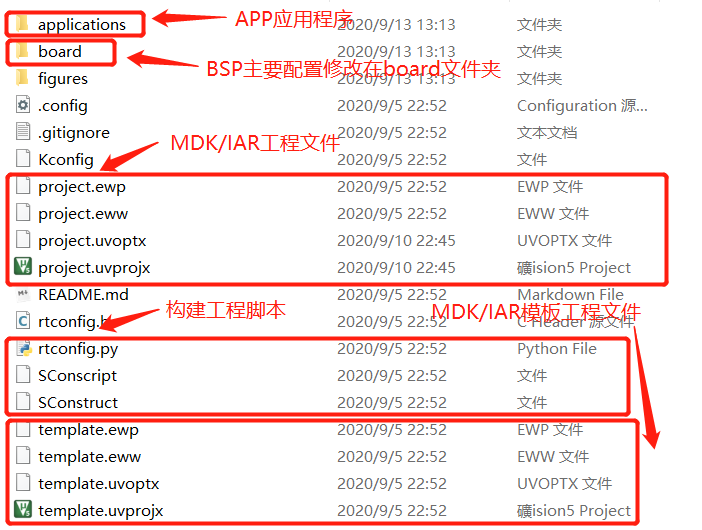 applications 2020/9/13 13:13 文件夹
APP应用程序
board 2020/9/13 13:13 文件夹
BSP主要配置修改在board文件夹
figures 2020/9/13 13:13 文件夹
.config 2020/9/5 22:52 Configuration 源...
.gitignore 2020/9/5 22:52 文本文档
MDK/IAR工程文件
Kconfig 2020/9/5 22:52 文件
project.ewp 2020/9/5 22:52 EWP 文件
project.eww 2020/9/5 22:52 EWW 文件
project.uvoptx 2020/9/10 22:45 UVOPTX 文件
project.uvprojx 2020/9/10 22:45 礦ision5 Project
README.md 2020/9/5 22:52 Markdown File
构建工程脚本
MDK/IAR模板工程文件
rtconfig.h 2020/9/5 22:52 C Header 源文件
rtconfig.py 2020/9/5 22:52 Python File
SConscript 2020/9/5 22:52 文件
SConstruct 2020/9/5 22:52 文件
template.ewp 2020/9/5 22:52 EWP 文件
template.eww 2020/9/5 22:52 EWW 文件
template.uvoptx 2020/9/5 22:52 UVOPTX 文件
template.uvprojx 2020/9/5 22:52 礦ision5 Project